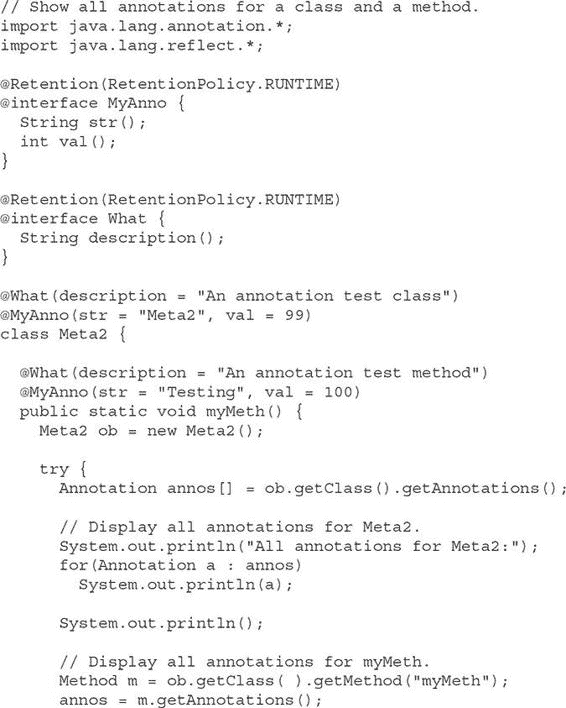 // Show all annotations for a class and a method.
import java.lang.annotation.*;
import java.lang.reflect.*;

@Retention(RetentionPolicy.RUNTIME)
@interface MyAnno {
  String str();
  int val();
}

@Retention(RetentionPolicy.RUNTIME)
@interface What {
  String description();
}

@What(description = "An annotation test class")
@MyAnno(str = "Meta2", val = 99)
class Meta2 {

  @What(description = "An annotation test method")
  @MyAnno(str = "Testing", val = 100)
  public static void myMeth() {
    Meta2 ob = new Meta2();

    try {
      Annotation annos[] = ob.getClass().getAnnotations();

      // Display all annotations for Meta2.
      System.out.println("All annotations for Meta2:");
      for(Annotation a : annos)
        System.out.println(a);

      System.out.println();

      // Display all annotations for myMeth.
      Method m = ob.getClass( ).getMethod("myMeth");
      annos = m.getAnnotations();